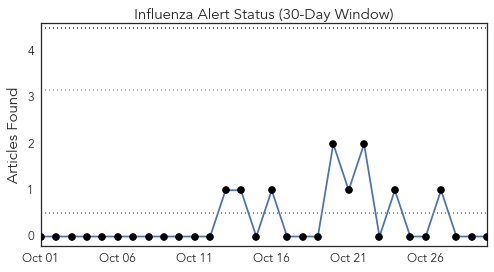 Influenza Alert Status (30-Day Window)
Articles Found
4
3
2
1
0
Oct 01 Oct 06 Oct 11 Oct 16 Oct 21 Oct 26